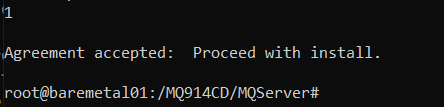 1
Agreement accepted:  Proceed with install.
root@baremetal01:/MQ914CD/MQServer#